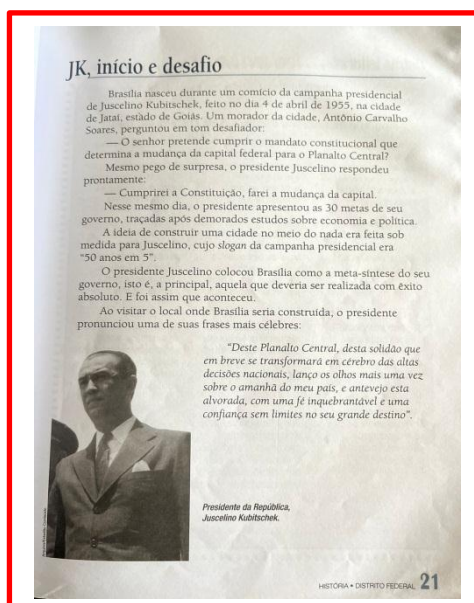 JK, início e desafio
Brasília nasceu durante um comício da campanha presidencial
de Juscelino Kubitschek, feito no dia 4 de abril de 1955, na cidade
de Jataí, estado de Goiás. Um morador da cidade, Antônio Carvalho
Soares, perguntou em tom desafiador:
— O senhor pretende cumprir o mandato constitucional que
determina a mudança da capital federal para o Planalto Central?
Mesmo pego de surpresa, o presidente Juscelino respondeu
prontamente:
— Cumprirei a Constituição, farei a mudança da capital.
Nesse mesmo dia, o presidente apresentou as 30 metas de seu
governo, traçadas após demorados estudos sobre economia e política.
A ideia de construir uma cidade no meio do nada era feita sob
medida para Juscelino, cujo slogan da campanha presidencial era
"50 anos em 5".
O presidente Juscelino colocou Brasília como a meta-síntese do seu
governo, isto é, a principal, aquela que deveria ser realizada com êxito
absoluto. E foi assim que aconteceu.
Ao visitar o local onde Brasília seria construída, o presidente
pronunciou uma de suas frases mais célebres:
"Deste Planalto Central, desta solidão que
em breve se transformará em cérebro das altas
decisões nacionais, lanço os olhos mais uma vez
sobre o amanhã do meu país, e antevejo esta
alvorada, com uma fé inquebrantável e uma
confiança sem limites no seu grande destino".
Presidente da República,
Juscelino Kubitschek.
HISTÓRIA • DISTRITO FEDERAL 21